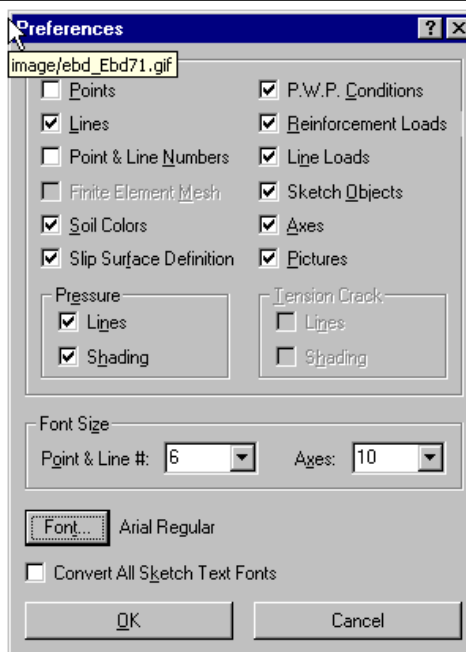 Preferences
image/ebd_Ebd71.gif
Points
P.W.P. Conditions
Lines
Reinforcement Loads
Point & Line Numbers
Line Loads
Finite Element Mesh
Sketch Objects
Soil Colors
Axes
Slip Surface Definition
Pictures
Pressure
Tension Crack
Lines
Lines
Shading
Shading
Font Size
Point & Line #: 6
Axes: 10
Font... Arial Regular
Convert All Sketch Text Fonts
OK
Cancel